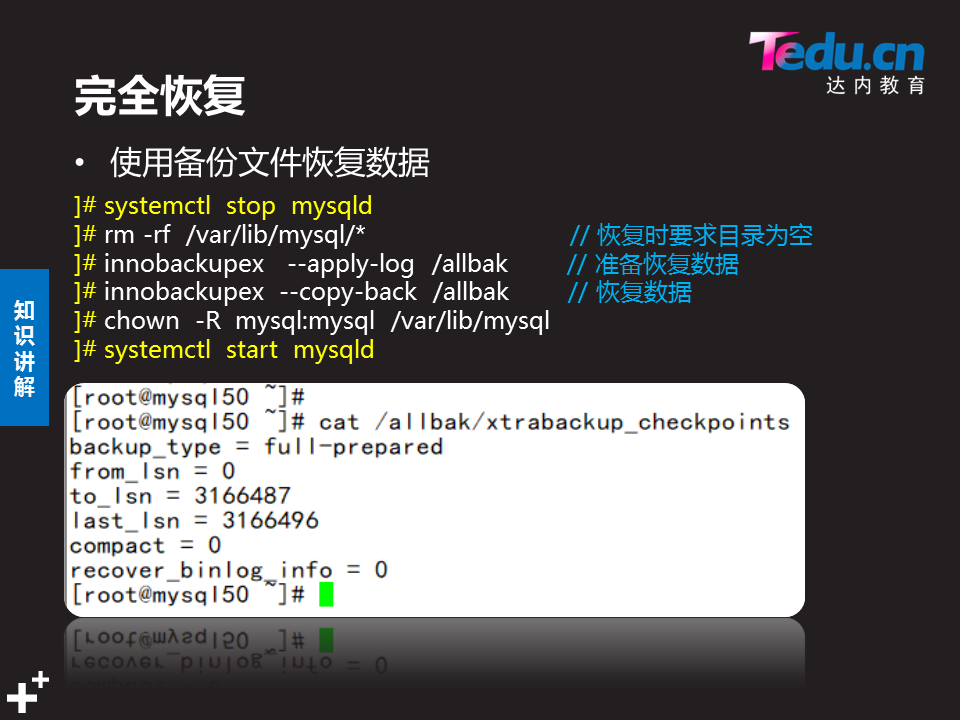 Tedu.cn
达内教育
完全恢复
• 使用备份文件恢复数据
]# systemctl stop mysqld
]# rm -rf /var/lib/mysql/* // 恢复时要求目录为空
]# innobackupex --apply-log /allbak // 准备恢复数据
]# innobackupex --copy-back /allbak // 恢复数据
]# chown -R mysql:mysql /var/lib/mysql
]# systemctl start mysqld
知识讲解
[root@mysql50 ~]#
[root@mysql50 ~]# cat /allbak/xtrabackup_checkpoints
backup_type = full-prepared
from_lsn = 0
to_lsn = 3166487
last_lsn = 3166496
compact = 0
recover_binlog_info = 0
[root@mysql50 ~]#